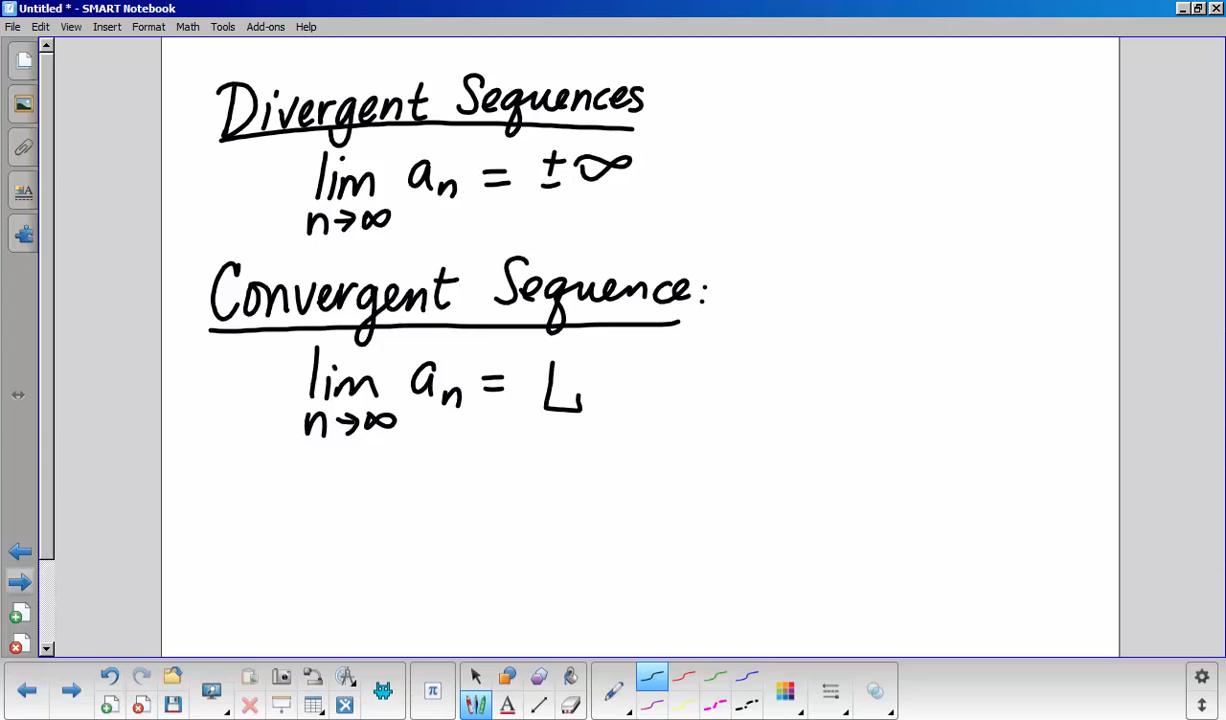 Untitled * - SMART Notebook
File Edit View Insert Format Math Tools Add-ons Help
Divergent Sequences
lim aₙ = ±∞
n→∞
Convergent Sequence:
lim aₙ = L
n→∞
π
A